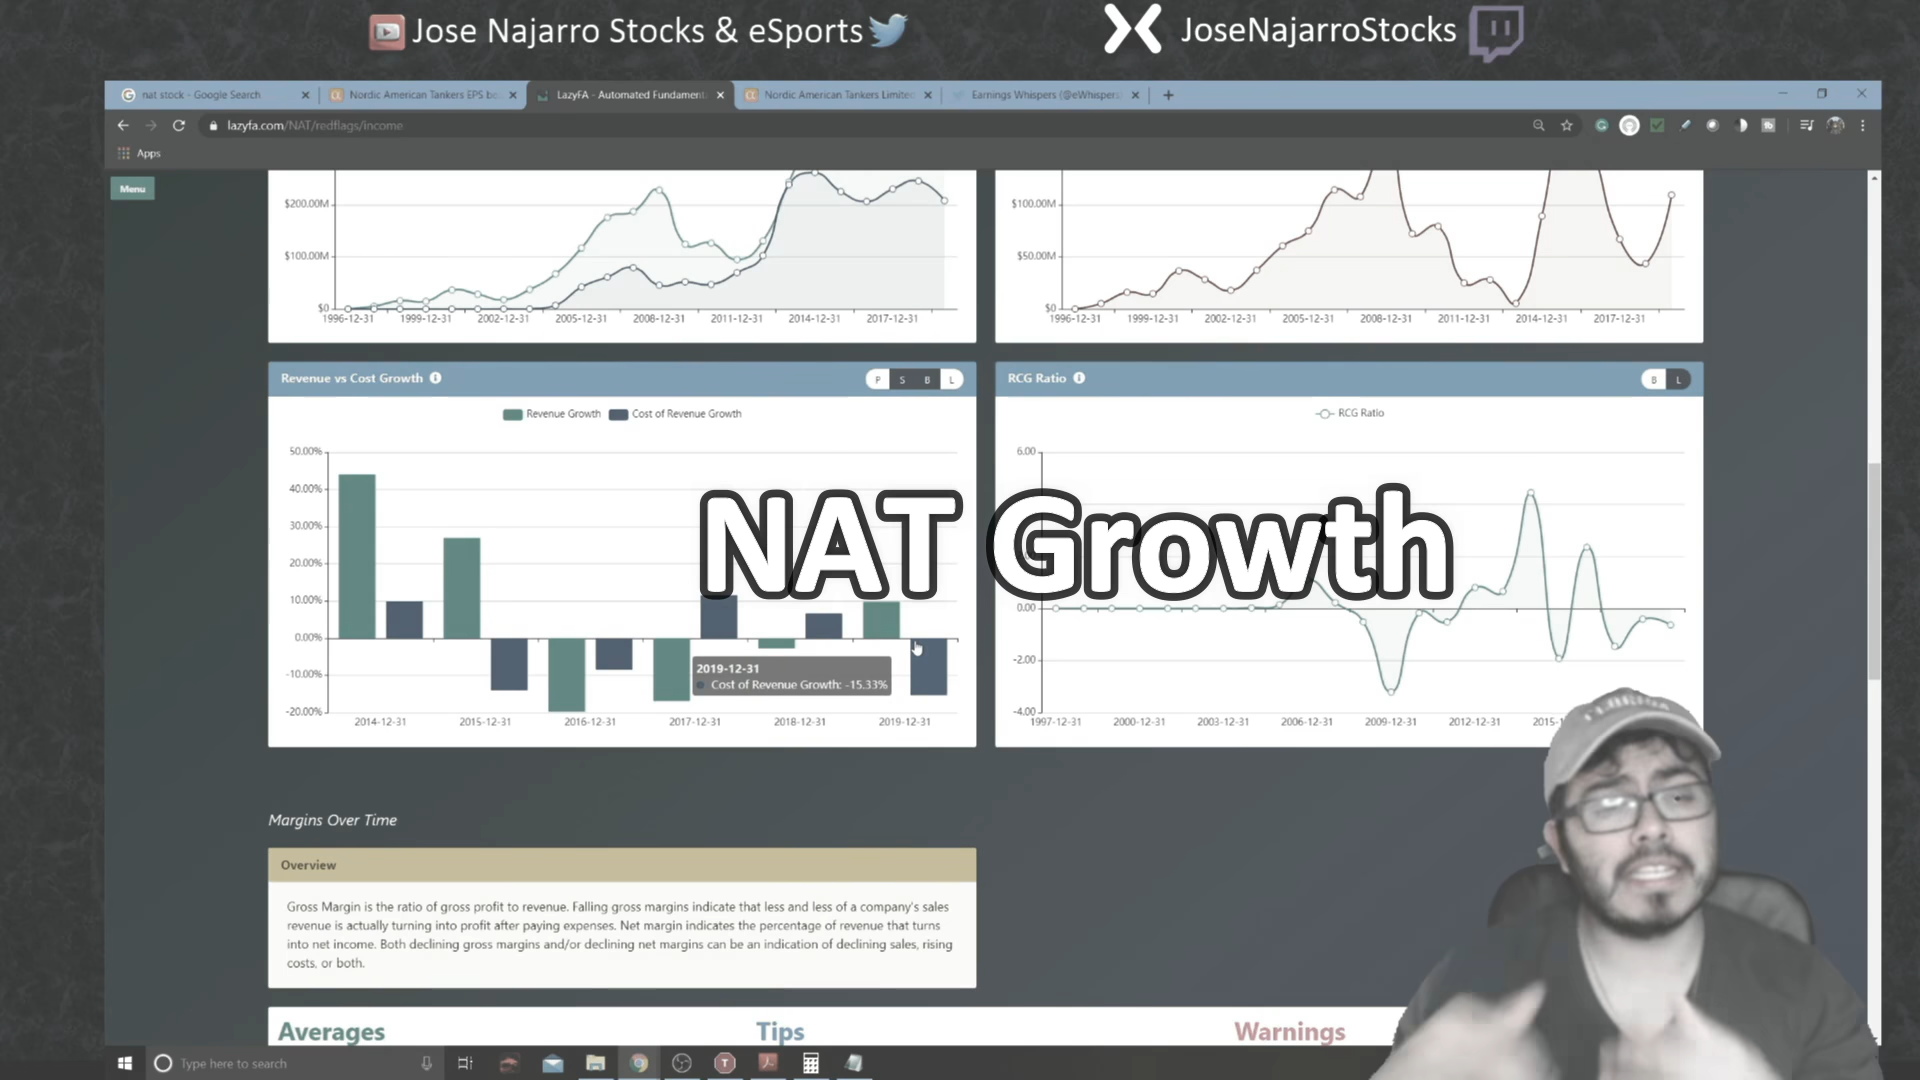 Jose Najarro Stocks & eSports
JoseNajarroStocks
nat stock - Google Search
Nordic American Tankers EPS be
LazyFA - Automated Fundament
Nordic American Tankers Limite
Earnings Whispers (@eWhispers
lazyfa.com/NAT/redflags/income
Apps
Menu
$200.00M
$100.00M
$0
1996-12-31 1999-12-31 2002-12-31 2005-12-31 2008-12-31 2011-12-31 2014-12-31 2017-12-31
$100.00M
$50.00M
$0
1996-12-31 1999-12-31 2002-12-31 2005-12-31 2008-12-31 2011-12-31 2014-12-31 2017-12-31
Revenue vs Cost Growth
P S B L
Revenue Growth Cost of Revenue Growth
50.00%
40.00%
30.00%
20.00%
10.00%
0.00%
-10.00%
-20.00%
2014-12-31 2015-12-31 2016-12-31 2017-12-31 2018-12-31 2019-12-31
2019-12-31
Cost of Revenue Growth: -15.33%
RCG Ratio
B L
RCG Ratio
6.00
0.00
-2.00
-4.00
1997-12-31 2000-12-31 2003-12-31 2006-12-31 2009-12-31 2012-12-31 2015-1
NAT Growth
Margins Over Time
Overview
Gross Margin is the ratio of gross profit to revenue. Falling gross margins indicate that less and less of a company's sales
revenue is actually turning into profit after paying expenses. Net margin indicates the percentage of revenue that turns
into net income. Both declining gross margins and/or declining net margins can be an indication of declining sales, rising
costs, or both.
Averages
Tips
Warnings
Type here to search